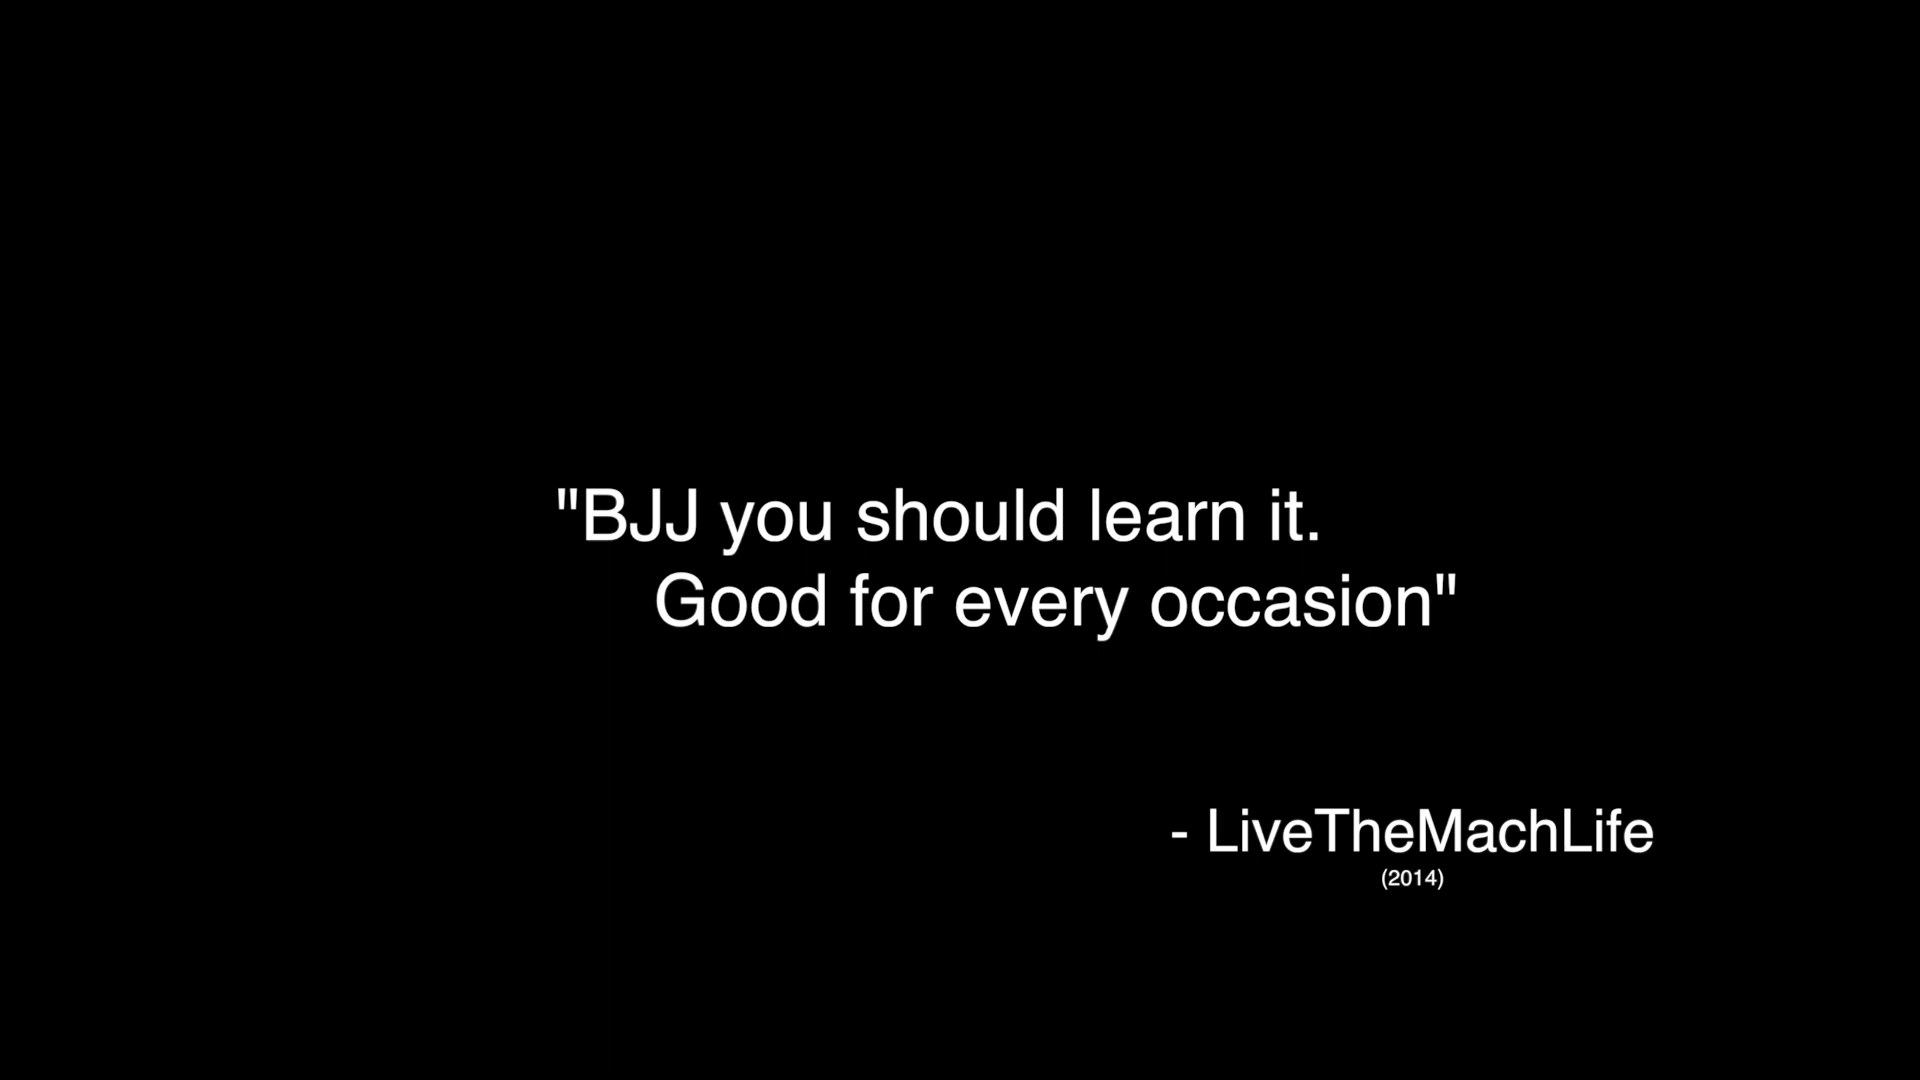 "BJJ you should learn it.
Good for every occasion"
- LiveTheMachLife
(2014)